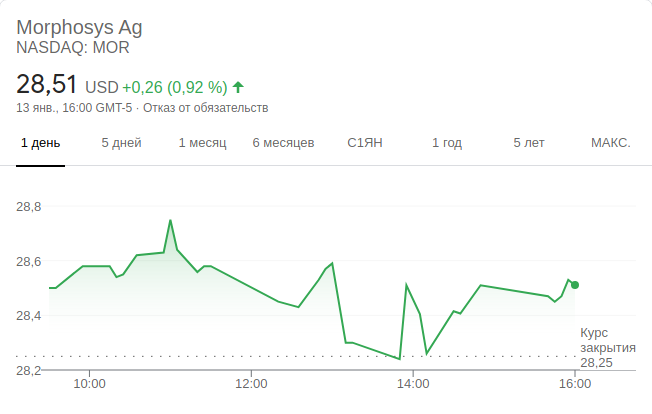 Morphosys Ag
NASDAQ: MOR
28,51 USD +0,26 (0,92 %)
13 янв., 16:00 GMT-5 · Отказ от обязательств
1 день 5 дней 1 месяц 6 месяцев С1ЯН 1 год 5 лет МАКС.
28,8
28,6
28,4
Курс
закрытия
28,25
28,2
10:00 12:00 14:00 16:00